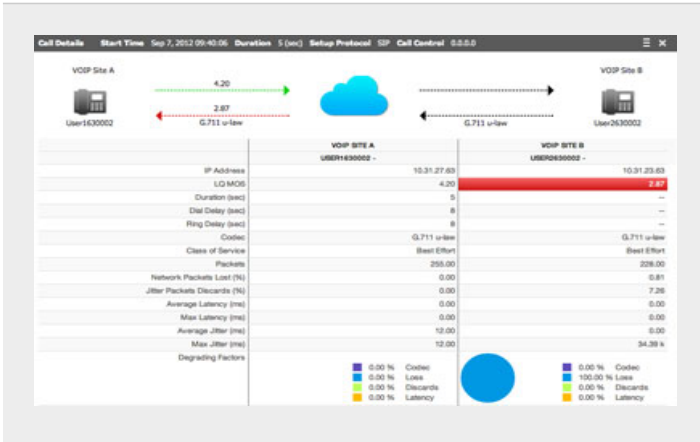 Call Details Start Time Sep 7, 2012 09:40:06 Duration 5 (sec) Setup Protocol SIP Call Control 0.0.0.0
VOIP Site A VOIP Site B
4.20
2.87
User1630002 G.711 u-law G.711 u-law User2630002
VOIP SITE A VOIP SITE B
USER1630002 - USER2630002 -
IP Address 10.31.27.63 10.31.23.63
LQ MOS 4.20 2.87
Duration (sec) 5 --
Dial Delay (sec) 8 --
Ring Delay (sec) 8 --
Codec G.711 u-law G.711 u-law
Class of Service Best Effort Best Effort
Packets 255.00 228.00
Network Packets Lost (%) 0.00 0.81
Jitter Packets Discards (%) 0.00 7.26
Average Latency (ms) 0.00 0.00
Max Latency (ms) 0.00 0.00
Average Jitter (ms) 12.00 0.00
Max Jitter (ms) 12.00 34.39 k
Degrading Factors
0.00 % Codec 0.00 % Codec
0.00 % Loss 100.00 % Loss
0.00 % Discards 0.00 % Discards
0.00 % Latency 0.00 % Latency